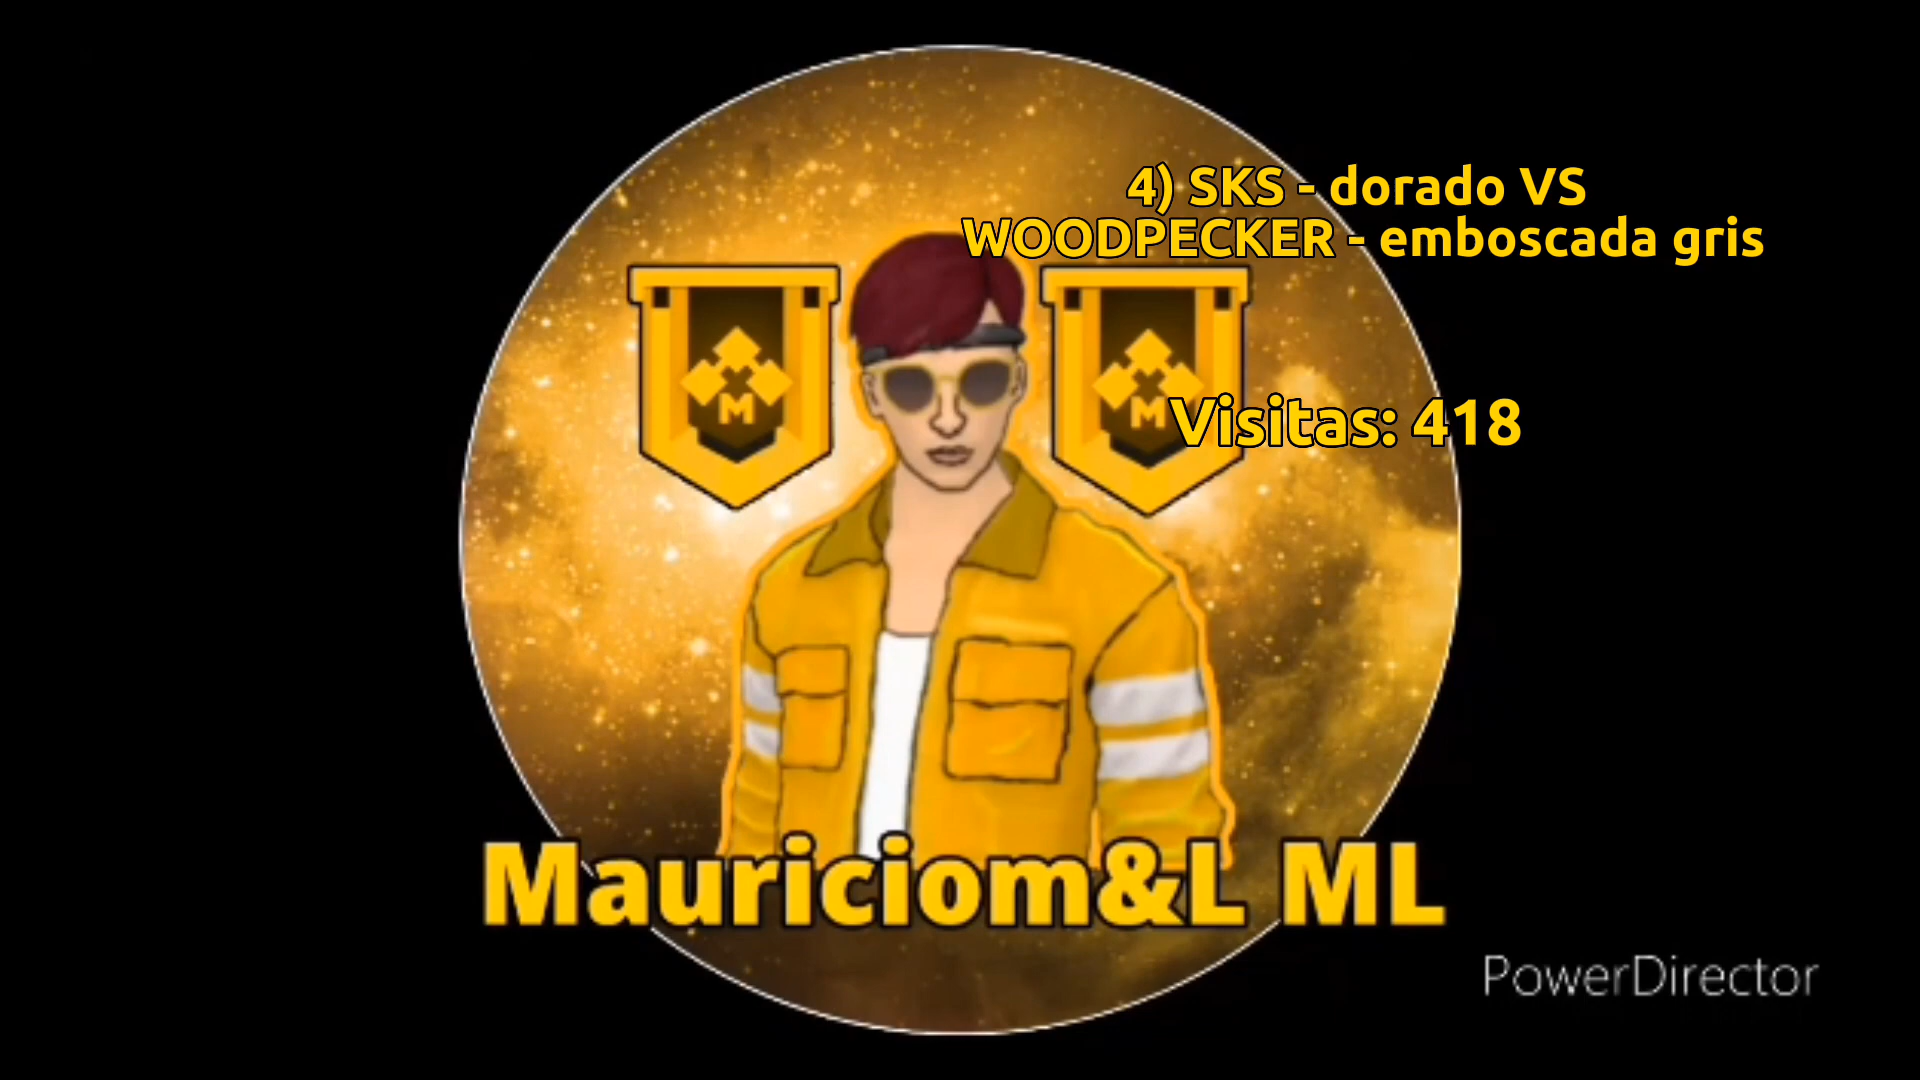 4) SKS - dorado VS
WOODPECKER - emboscada gris
M
M
Visitas: 418
Mauriciom&L ML
PowerDirector